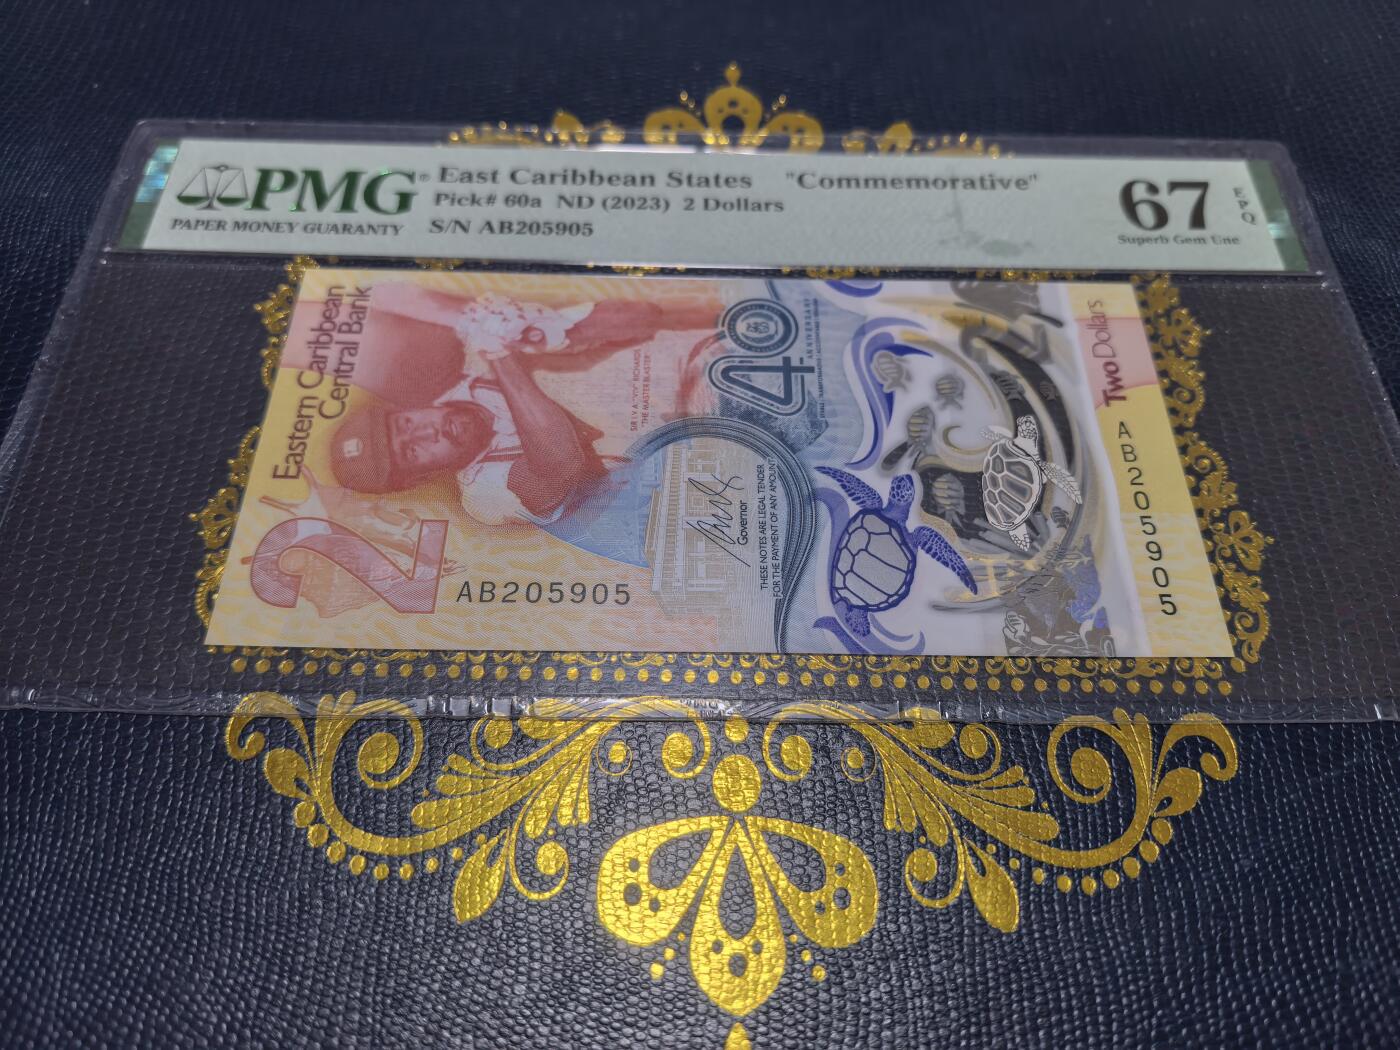 PMG®
PAPER MONEY GUARANTY
East Caribbean States "Commemorative"
Pick# 60a ND (2023) 2 Dollars
S/N AB205905
67
EPQ
Superb Gem Unc
Eastern Caribbean
Central Bank
2
AB205905
SIR I.V.A. "VIV" RICHARDS
"THE MASTER BLASTER"
40
ANNIVERSARY
Governor
THESE NOTES ARE LEGAL TENDER
FOR THE PAYMENT OF ANY AMOUNT
2
Two Dollars
AB205905